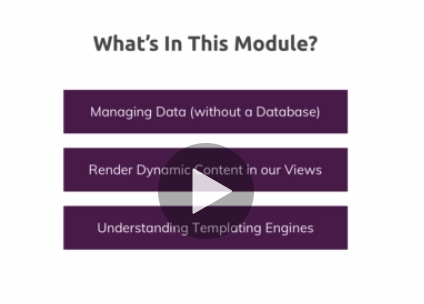 What's In This Module?
Managing Data (without a Database)
Render Dynamic Content in our Views
Understanding Templating Engines